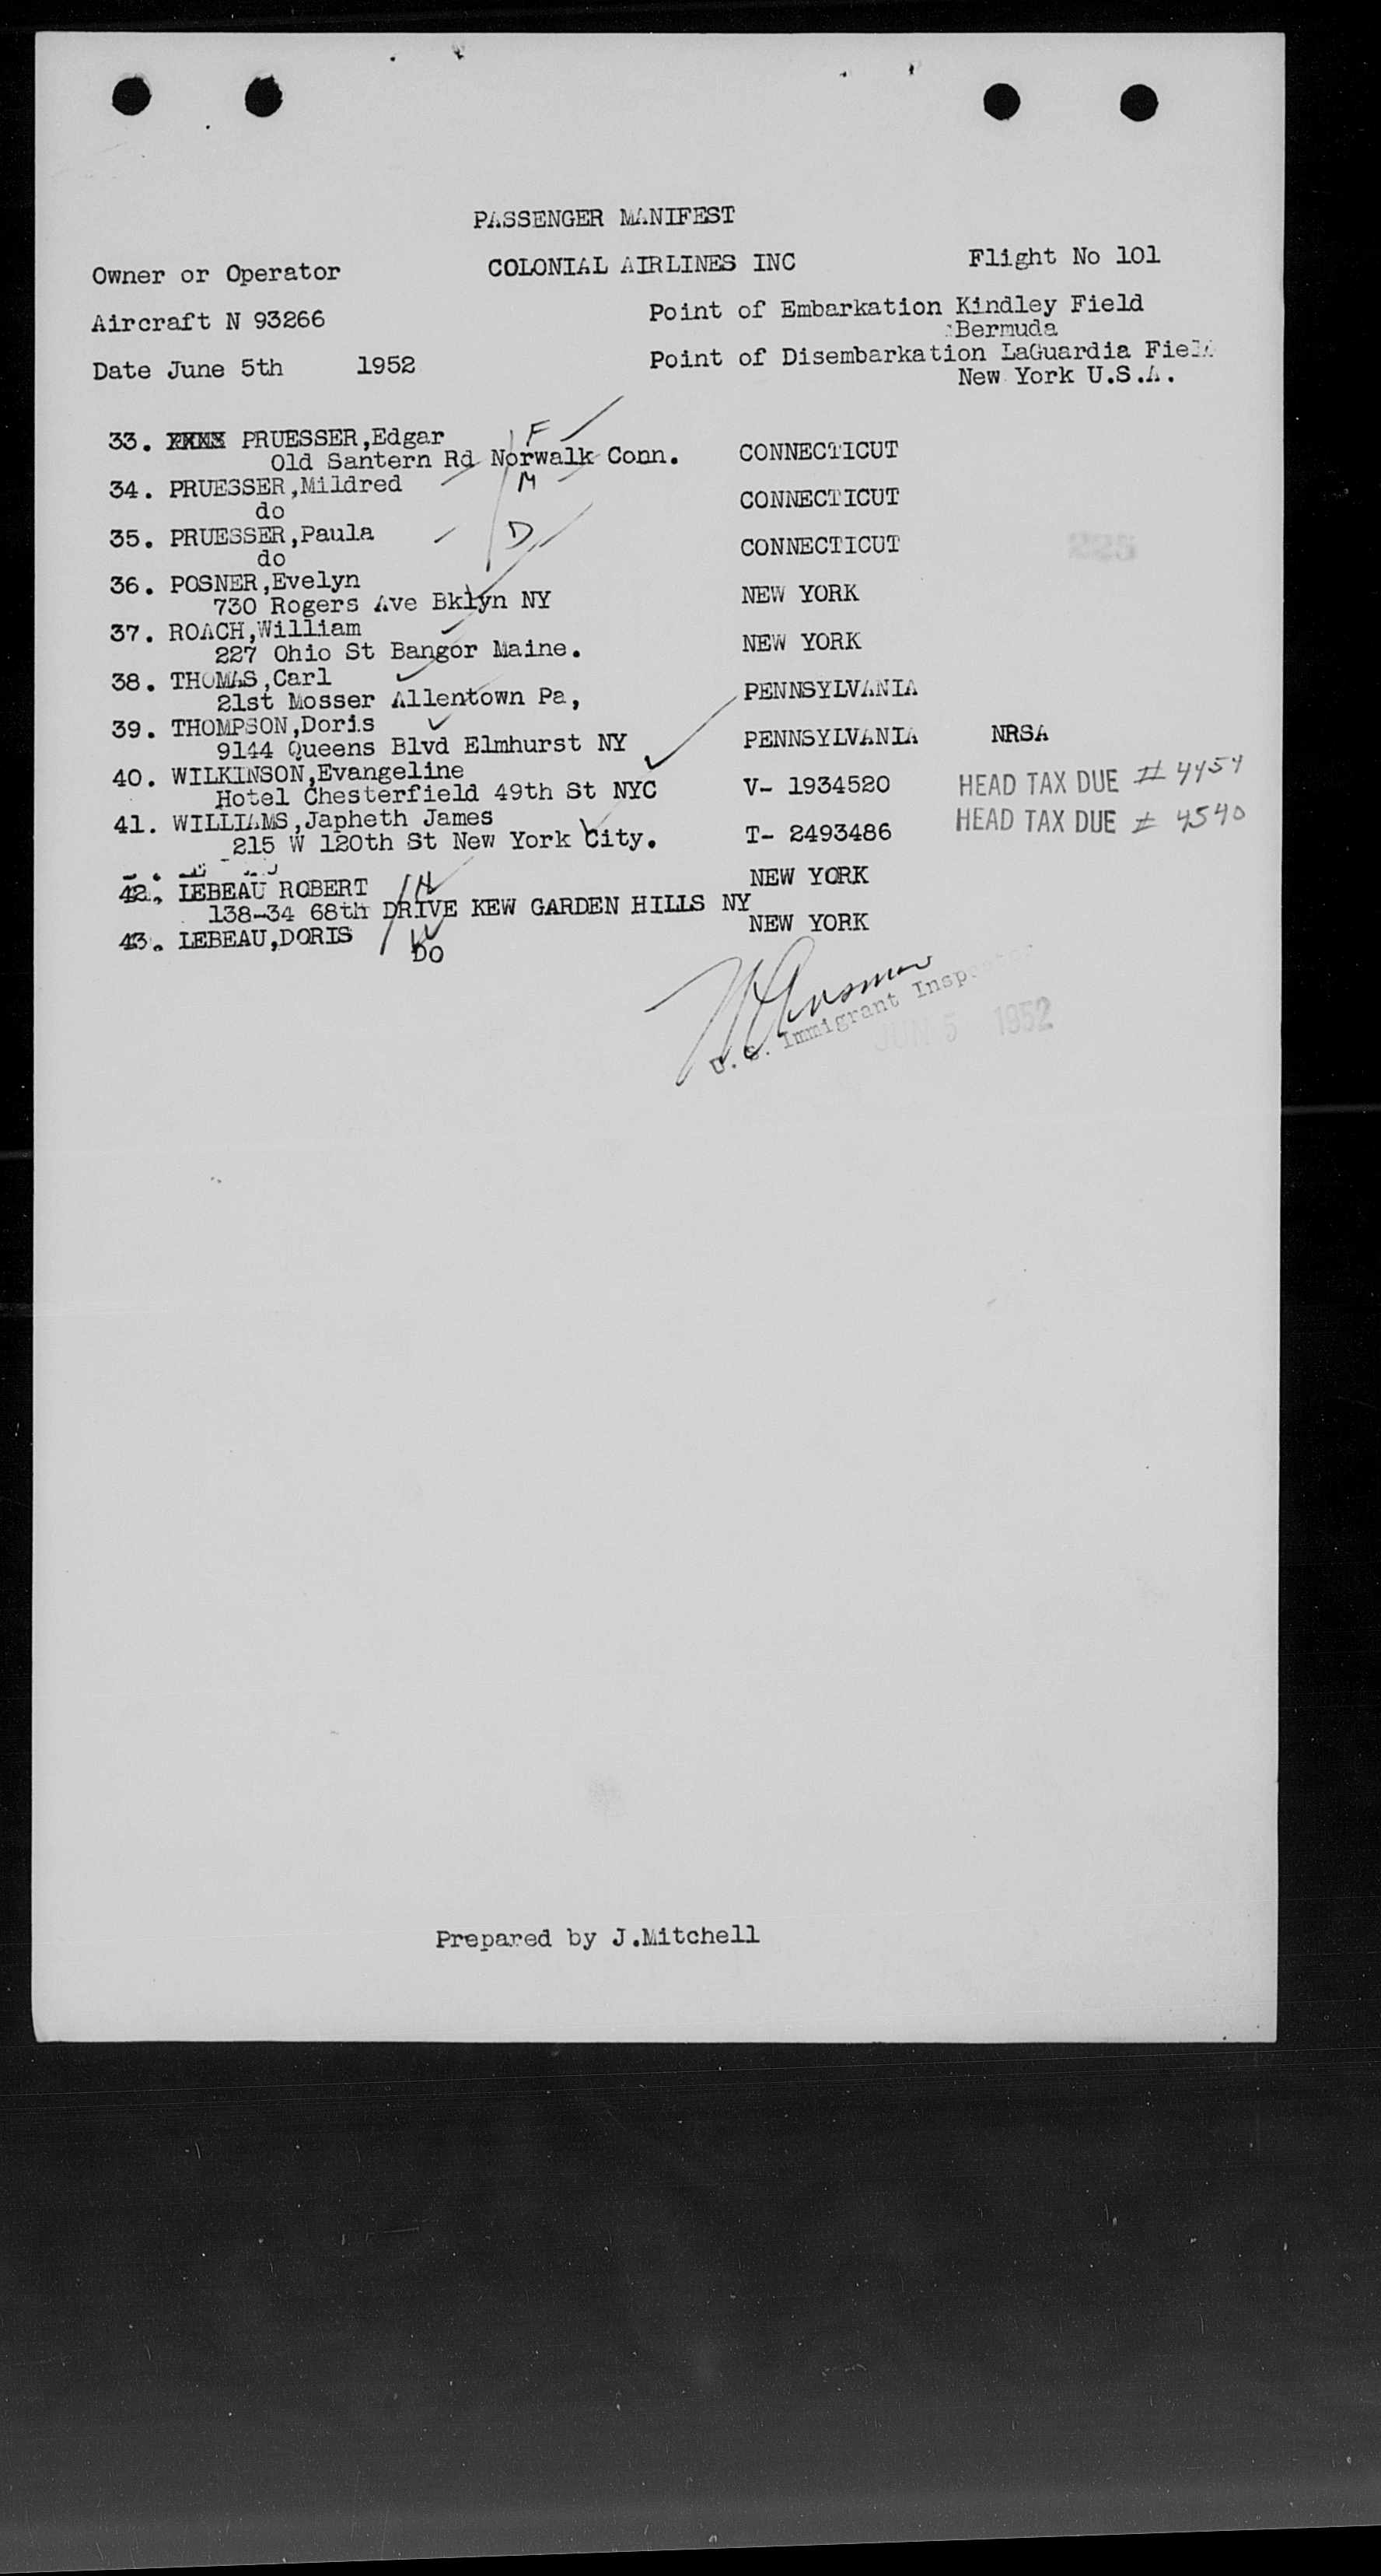 PASSENGER MANIFEST
Owner or Operator COLONIAL AIRLINES INC Flight No 101
Aircraft N 93266 Point of Embarkation Kindley Field
Bermuda
Date June 5th 1952 Point of Disembarkation LaGuardia Field
New York U.S.A.
33. PRUESSER,Edgar F
Old Santern Rd Norwalk Conn. CONNECTICUT
34. PRUESSER,Mildred M
do CONNECTICUT
35. PRUESSER,Paula D
do CONNECTICUT
225
36. POSNER,Evelyn
730 Rogers Ave Bklyn NY NEW YORK
37. ROACH,William
227 Ohio St Bangor Maine. NEW YORK
38. THOMAS,Carl
21st Mosser Allentown Pa, PENNSYLVANIA
39. THOMPSON,Doris
9144 Queens Blvd Elmhurst NY PENNSYLVANIA NRSA
40. WILKINSON,Evangeline
Hotel Chesterfield 49th St NYC V- 1934520 HEAD TAX DUE #
41. WILLIAMS,Japheth James
215 W 120th St New York City. T- 2493486 HEAD TAX DUE # 4540
42. LEBEAU ROBERT H NEW YORK
138-34 68th DRIVE KEW GARDEN HILLS NY
43. LEBEAU,DORIS W NEW YORK
DO
U. S. Immigrant Inspector
JUN 5 1952
Prepared by J.Mitchell